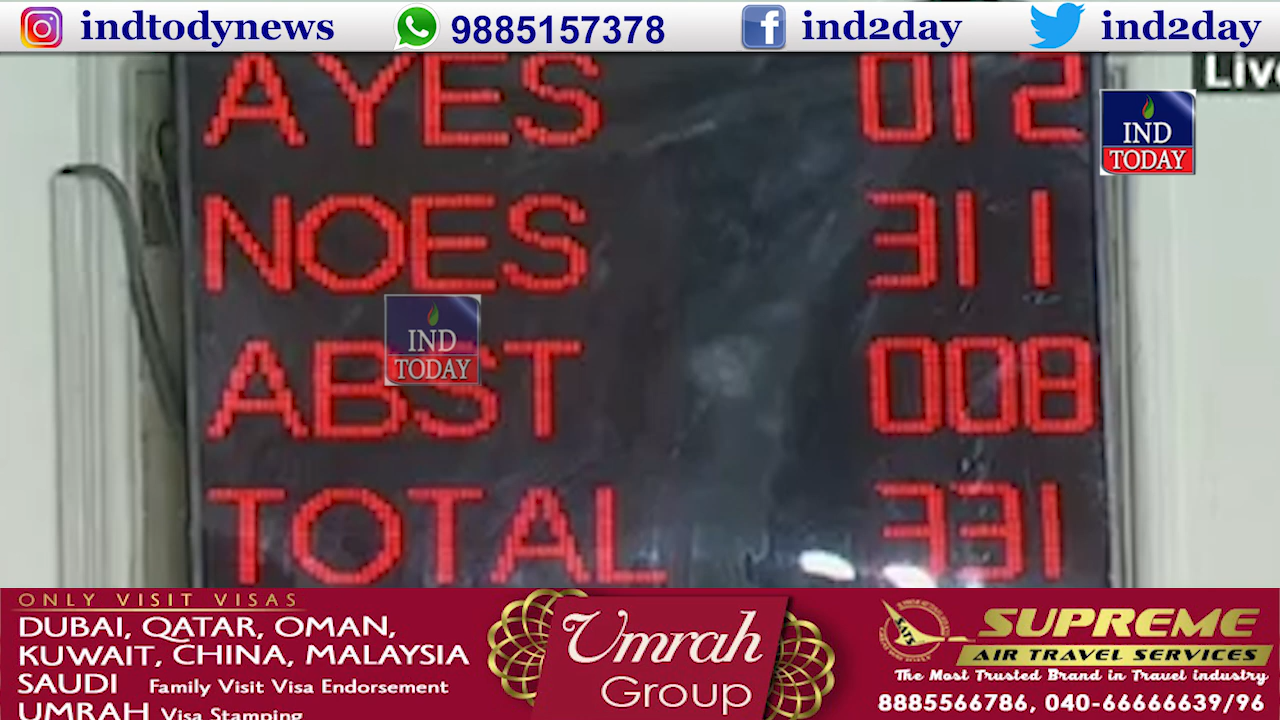 indtodynews 9885157378 ind2day ind2day
Live
AYES 012
IND
TODAY
NOES 311
IND
TODAY
ABST 008
TOTAL 331
ONLY VISIT VISAS
DUBAI, QATAR, OMAN,
KUWAIT, CHINA, MALAYSIA
SAUDI Family Visit Visa Endorsement
UMRAH Visa Stamping
Umrah
Group
SATS
SUPREME
AIR TRAVEL SERVICES
The Most Trusted Brand in Travel industry
8885566786, 040-66666639/96